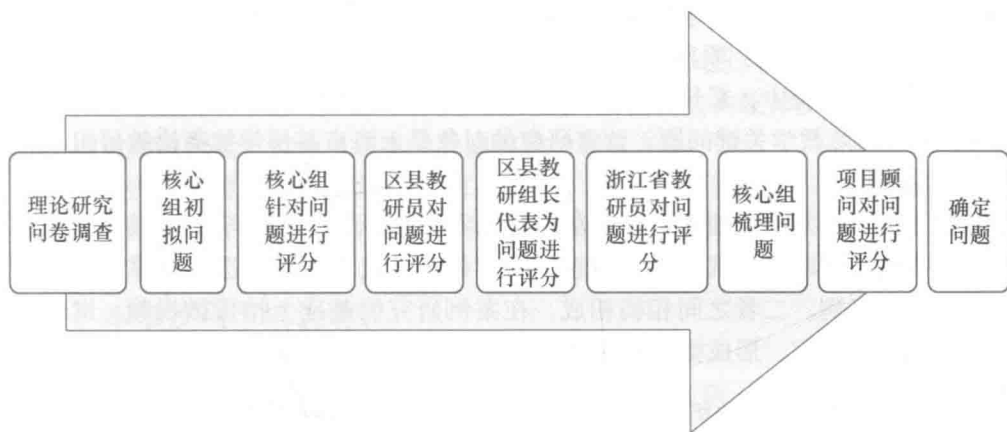 理论研究
问卷调查
核心
组初
拟问
题
核心组
针对问
题进行
评分
区县教
研员对
问题进
行评分
区县教
研组长
代表为
问题进
行评分
浙江省教
研员对问
题进行评
分
核心组
梳理问
题
项目顾
问对问
题进行
评分
确定
问题